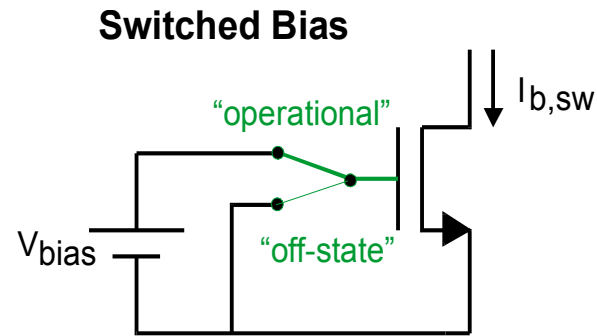 Switched Bias
I_b,sw
“operational”
V_bias
“off-state”